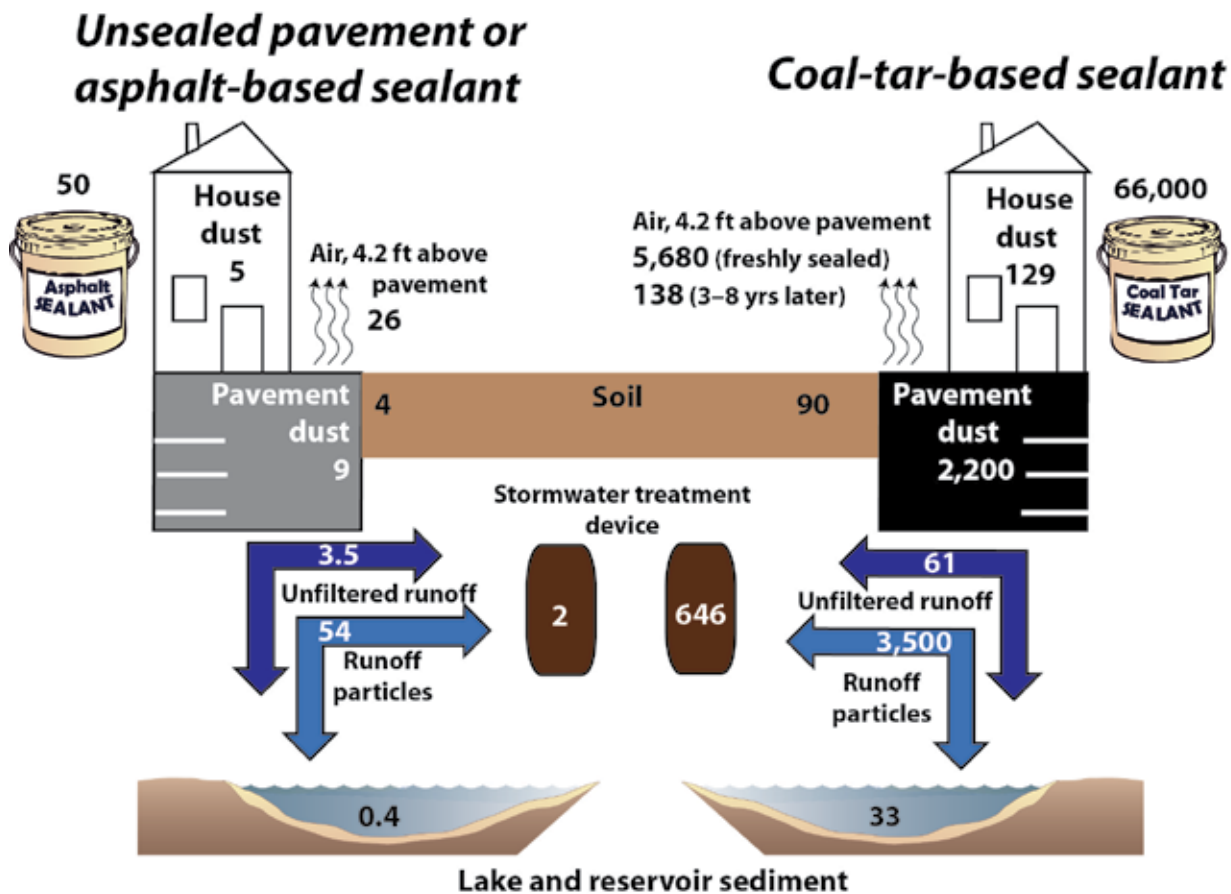 Unsealed pavement or
asphalt-based sealant
Coal-tar-based sealant
50
Asphalt
SEALANT
House
dust
5
Air, 4.2 ft above
pavement
26
Air, 4.2 ft above pavement
5,680 (freshly sealed)
138 (3–8 yrs later)
House
dust
129
66,000
Coal Tar
SEALANT
Pavement
dust
9
4
Soil
90
Pavement
dust
2,200
Stormwater treatment
device
3.5
Unfiltered runoff
54
Runoff
particles
2
646
61
Unfiltered runoff
3,500
Runoff
particles
0.4
33
Lake and reservoir sediment